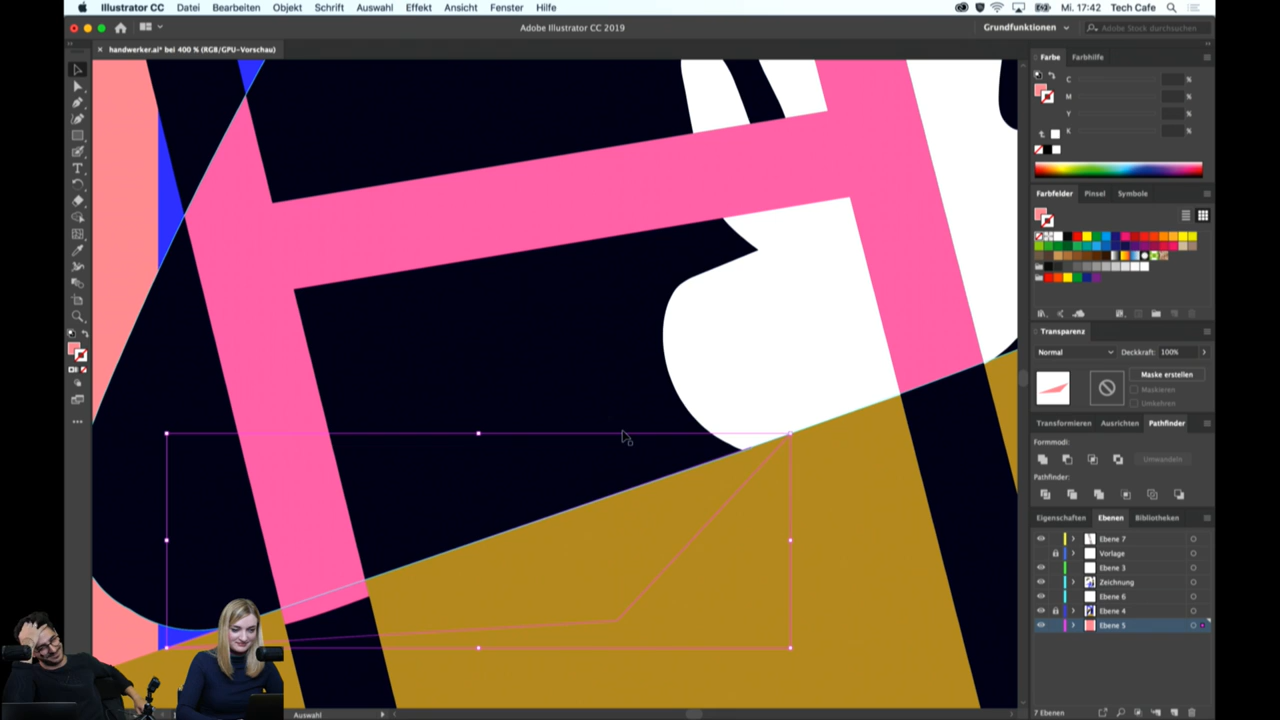 Illustrator CC Datei Bearbeiten Objekt Schrift Auswahl Effekt Ansicht Fenster Hilfe Mi. 17:42 Tech Cafe
Adobe Illustrator CC 2019 Grundfunktionen Adobe Stock durchsuchen
× handwerker.ai* bei 400 % (RGB/GPU-Vorschau)
Farbe Farbhilfe
C %
M %
Y %
K %
Farbfelder Pinsel Symbole
Transparenz
Normal Deckkraft: 100%
Maske erstellen
Maskieren
Umkehren
Transformieren Ausrichten Pathfinder
Formmodi:
Umwandeln
Pathfinder:
Eigenschaften Ebenen Bibliotheken
Ebene 7
Vorlage
Ebene 3
Zeichnung
Ebene 6
Ebene 4
Ebene 5
7 Ebenen
Auswahl